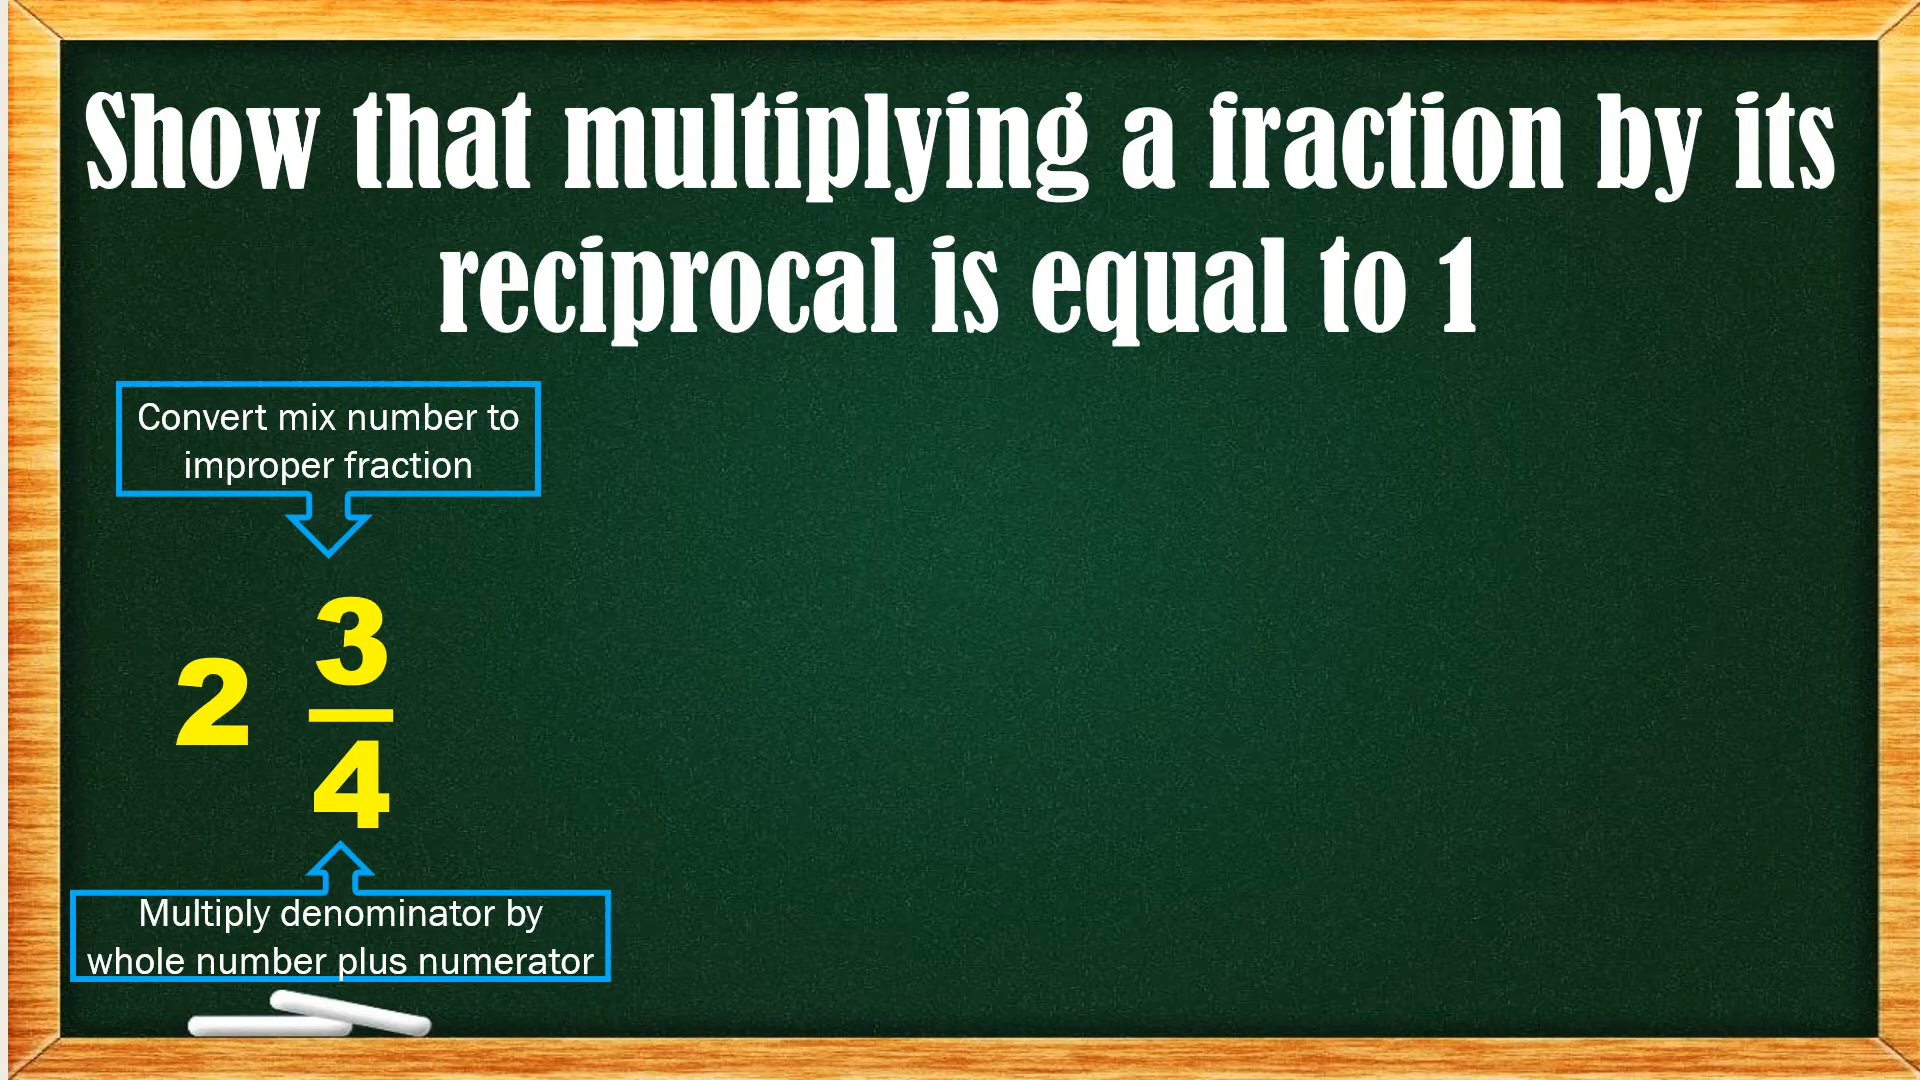 Show that multiplying a fraction by its
reciprocal is equal to 1
Convert mix number to
improper fraction
2 3
4
Multiply denominator by
whole number plus numerator